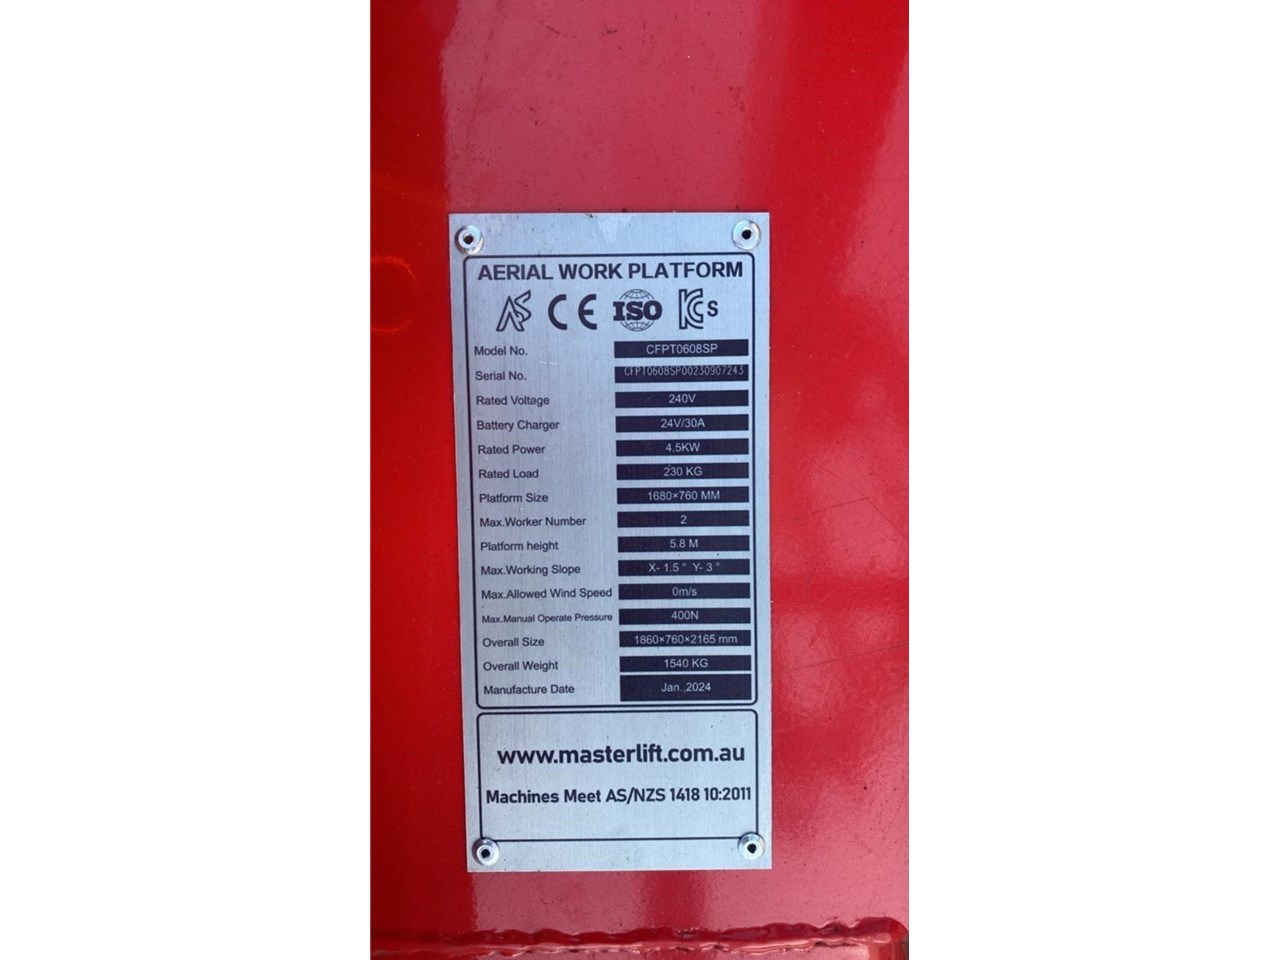 AERIAL WORK PLATFORM
AS CE ISO KCs
Model No. CFPT0608SP
Serial No. CFPT0608SP00230907243
Rated Voltage 240V
Battery Charger 24V/30A
Rated Power 4.5KW
Rated Load 230 KG
Platform Size 1680×760 MM
Max.Worker Number 2
Platform height 5.8 M
Max.Working Slope X- 1.5 ° Y- 3 °
Max.Allowed Wind Speed 0m/s
Max.Manual Operate Pressure 400N
Overall Size 1860×760×2165 mm
Overall Weight 1540 KG
Manufacture Date Jan.,2024
www.masterlift.com.au
Machines Meet AS/NZS 1418 10:2011